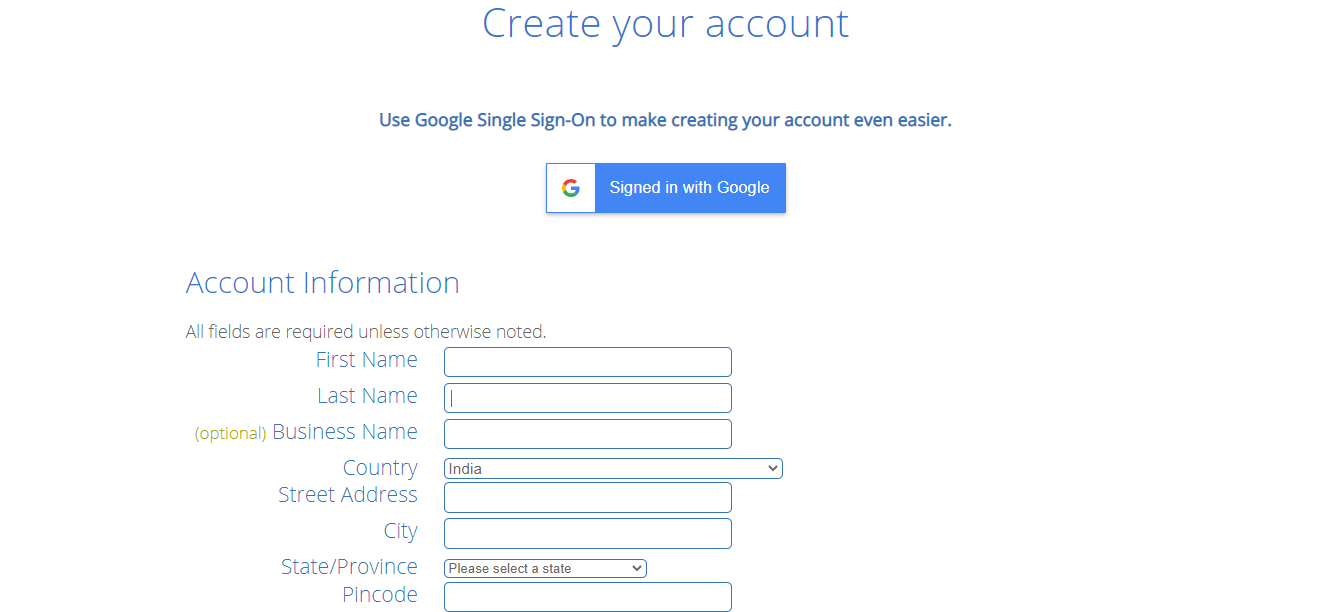 Create your account
Use Google Single Sign-On to make creating your account even easier.
Signed in with Google
Account Information
All fields are required unless otherwise noted.
First Name
Last Name
(optional) Business Name
Country India
Street Address
City
State/Province Please select a state
Pincode